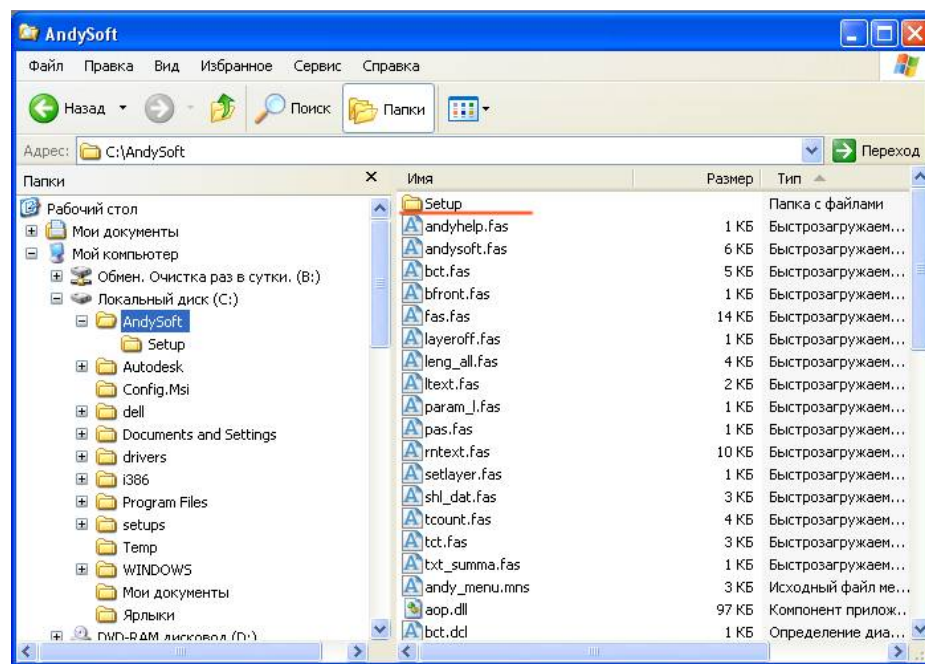 AndySoft
Файл Правка Вид Избранное Сервис Справка
Назад Поиск Папки
Адрес: C:\AndySoft Переход
Папки Имя Размер Тип
Рабочий стол
Мои документы
Мой компьютер
Обмен. Очистка раз в сутки. (B:)
Локальный диск (C:)
AndySoft
Setup
Autodesk
Config.Msi
dell
Documents and Settings
drivers
i386
Program Files
setups
Temp
WINDOWS
Мои документы
Ярлыки
DVD-RAM дисковод (D:)
Setup Папка с файлами
andyhelp.fas 1 КБ Быстрозагружаем...
andysoft.fas 6 КБ Быстрозагружаем...
bct.fas 5 КБ Быстрозагружаем...
bfront.fas 1 КБ Быстрозагружаем...
fas.fas 14 КБ Быстрозагружаем...
layeroff.fas 1 КБ Быстрозагружаем...
leng_all.fas 4 КБ Быстрозагружаем...
ltext.fas 2 КБ Быстрозагружаем...
param_l.fas 1 КБ Быстрозагружаем...
pas.fas 1 КБ Быстрозагружаем...
rntext.fas 10 КБ Быстрозагружаем...
setlayer.fas 1 КБ Быстрозагружаем...
shl_dat.fas 3 КБ Быстрозагружаем...
tcount.fas 4 КБ Быстрозагружаем...
tct.fas 3 КБ Быстрозагружаем...
txt_summa.fas 1 КБ Быстрозагружаем...
andy_menu.mns 3 КБ Исходный файл ме...
aop.dll 97 КБ Компонент прилож...
bct.dcl 1 КБ Определение диа...